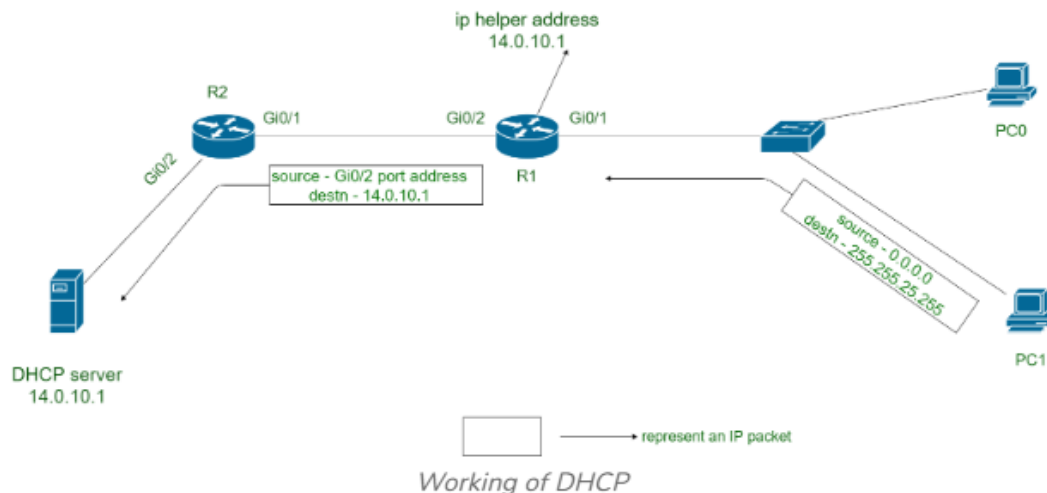 ip helper address
14.0.10.1
R2
Gi0/1
Gi0/2
Gi0/1
PC0
Gi0/2
R1
source - Gi0/2 port address
destn - 14.0.10.1
source - 0.0.0.0
destn - 255.255.25.255
PC1
DHCP server
14.0.10.1
represent an IP packet
Working of DHCP